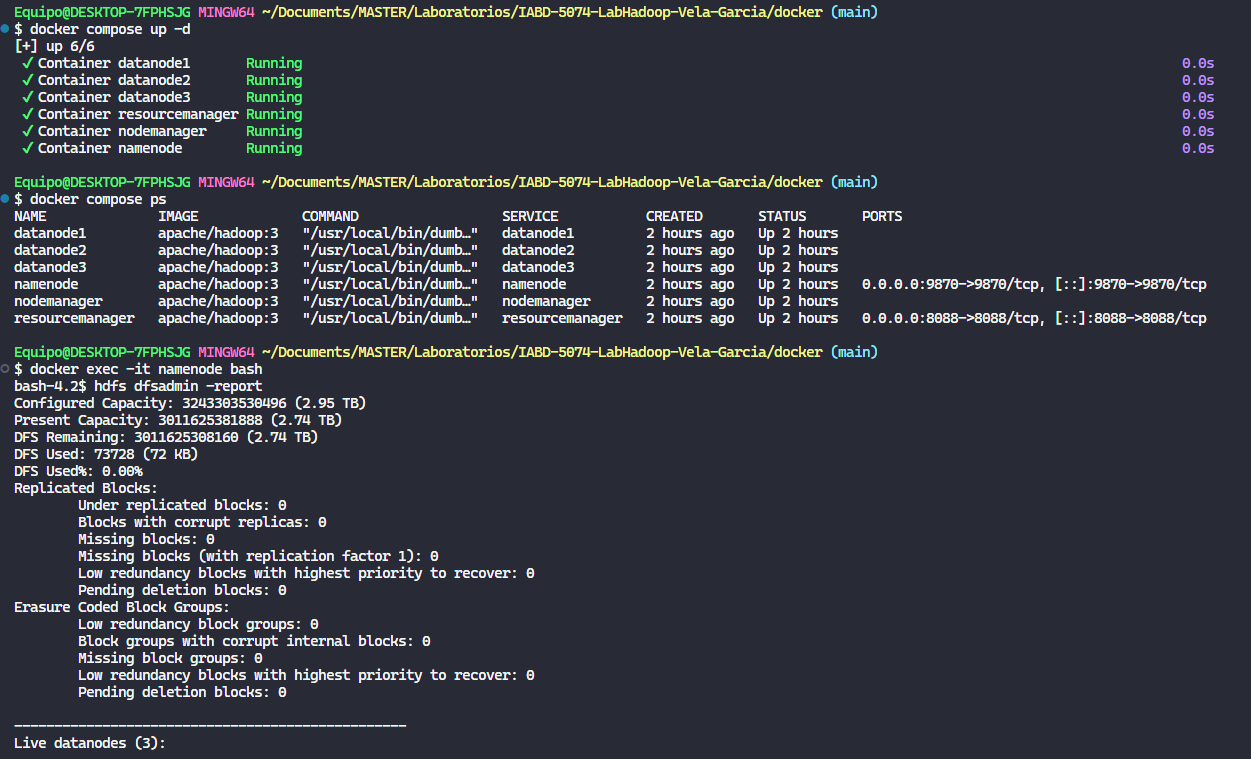 Equipo@DESKTOP-7FPHSJG MINGW64 ~/Documents/MASTER/Laboratorios/IABD-5074-LabHadoop-Vela-Garcia/docker (main)
$ docker compose up -d
[+] up 6/6
✓ Container datanode1 Running 0.0s
✓ Container datanode2 Running 0.0s
✓ Container datanode3 Running 0.0s
✓ Container resourcemanager Running 0.0s
✓ Container nodemanager Running 0.0s
✓ Container namenode Running 0.0s
Equipo@DESKTOP-7FPHSJG MINGW64 ~/Documents/MASTER/Laboratorios/IABD-5074-LabHadoop-Vela-Garcia/docker (main)
$ docker compose ps
NAME IMAGE COMMAND SERVICE CREATED STATUS PORTS
datanode1 apache/hadoop:3 "/usr/local/bin/dumb…" datanode1 2 hours ago Up 2 hours
datanode2 apache/hadoop:3 "/usr/local/bin/dumb…" datanode2 2 hours ago Up 2 hours
datanode3 apache/hadoop:3 "/usr/local/bin/dumb…" datanode3 2 hours ago Up 2 hours
namenode apache/hadoop:3 "/usr/local/bin/dumb…" namenode 2 hours ago Up 2 hours 0.0.0.0:9870->9870/tcp, [::]:9870->9870/tcp
nodemanager apache/hadoop:3 "/usr/local/bin/dumb…" nodemanager 2 hours ago Up 2 hours
resourcemanager apache/hadoop:3 "/usr/local/bin/dumb…" resourcemanager 2 hours ago Up 2 hours 0.0.0.0:8088->8088/tcp, [::]:8088->8088/tcp
Equipo@DESKTOP-7FPHSJG MINGW64 ~/Documents/MASTER/Laboratorios/IABD-5074-LabHadoop-Vela-Garcia/docker (main)
$ docker exec -it namenode bash
bash-4.2$ hdfs dfsadmin -report
Configured Capacity: 3243303530496 (2.95 TB)
Present Capacity: 3011625381888 (2.74 TB)
DFS Remaining: 3011625308160 (2.74 TB)
DFS Used: 73728 (72 KB)
DFS Used%: 0.00%
Replicated Blocks:
Under replicated blocks: 0
Blocks with corrupt replicas: 0
Missing blocks: 0
Missing blocks (with replication factor 1): 0
Low redundancy blocks with highest priority to recover: 0
Pending deletion blocks: 0
Erasure Coded Block Groups:
Low redundancy block groups: 0
Block groups with corrupt internal blocks: 0
Missing block groups: 0
Low redundancy blocks with highest priority to recover: 0
Pending deletion blocks: 0
-------------------------------------------------
Live datanodes (3):